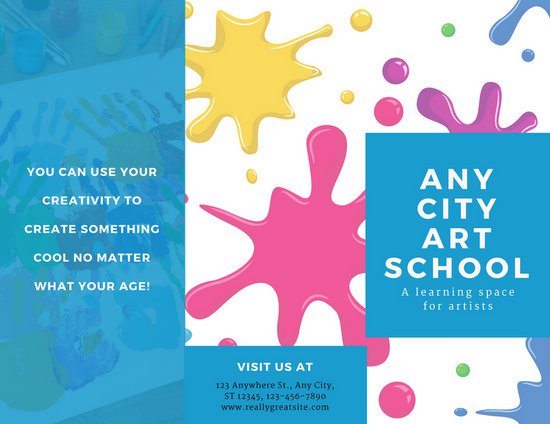 YOU CAN USE YOUR
CREATIVITY TO
CREATE SOMETHING
COOL NO MATTER
WHAT YOUR AGE!
VISIT US AT
123 Anywhere St., Any City,
ST 12345, 123-456-7890
www.reallygreatsite.com
ANY
CITY
ART
SCHOOL
A learning space
for artists